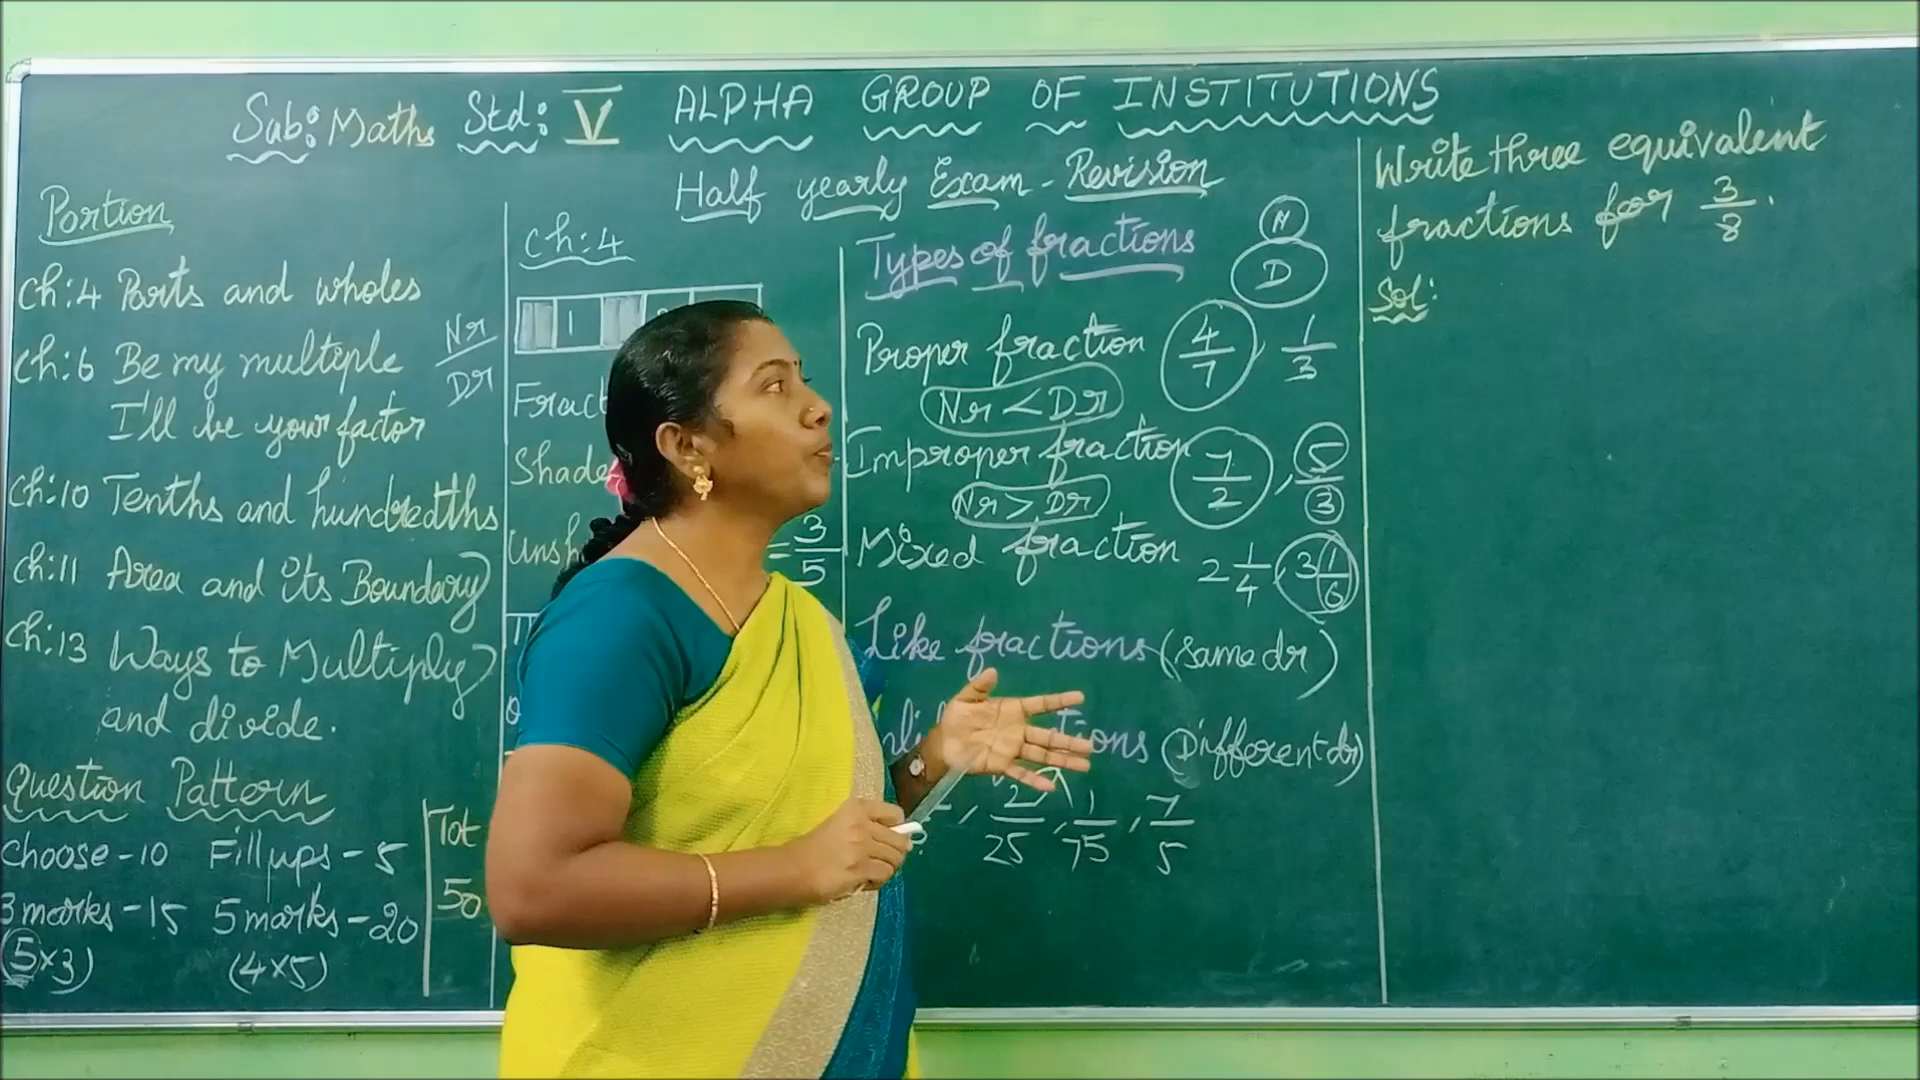 Sub: Maths Std: V ALPHA GROUP OF INSTITUTIONS
Half yearly Exam - Revision
Portion
Ch:4 Parts and wholes
Ch:6 Be my multiple
I'll be your factor
Ch:10 Tenths and hundredths
Ch:11 Area and Its Boundary
Ch:13 Ways to Multiply
and divide.
Nr/Dr
Question Pattern
Choose-10 Fill ups-5
3 marks-15 5 marks-20
(5×3) (4×5)
Tot
50
Ch:4
1
= 3/5
Types of fractions
N
D
Proper fraction 4/7, 1/3
Nr < Dr
Improper fraction 7/2, 5/3
Nr > Dr
Mixed fraction 2 1/4, 3 1/6
Like fractions (Same dr)
(Different dr)
, 2/25, 1/75, 7/5
Write three equivalent
fractions for 3/8.
Sol: